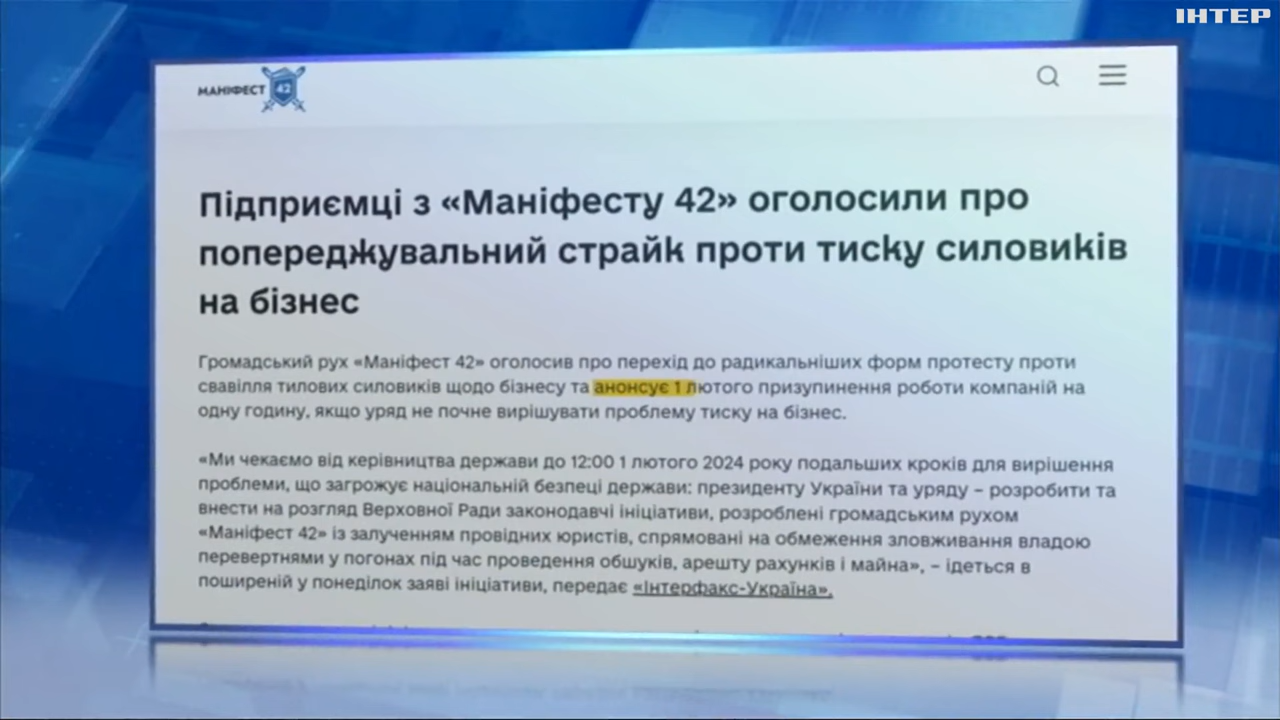 ІНТЕР
МАНІФЕСТ 42
Підприємці з «Маніфесту 42» оголосили про
попереджувальний страйк проти тиску силовиків
на бізнес
Громадський рух «Маніфест 42» оголосив про перехід до радикальніших форм протесту проти
свавілля тилових силовиків щодо бізнесу та анонсує 1 лютого призупинення роботи компаній на
одну годину, якщо уряд не почне вирішувати проблему тиску на бізнес.
«Ми чекаємо від керівництва держави до 12:00 1 лютого 2024 року подальших кроків для вирішення
проблеми, що загрожує національній безпеці держави: президенту України та уряду – розробити та
внести на розгляд Верховної Ради законодавчі ініціативи, розроблені громадським рухом
«Маніфест 42» із залученням провідних юристів, спрямовані на обмеження зловживання владою
перевертнями у погонах під час проведення обшуків, арешту рахунків і майна», – ідеться в
поширеній у понеділок заяві ініціативи, передає «Інтерфакс-Україна».